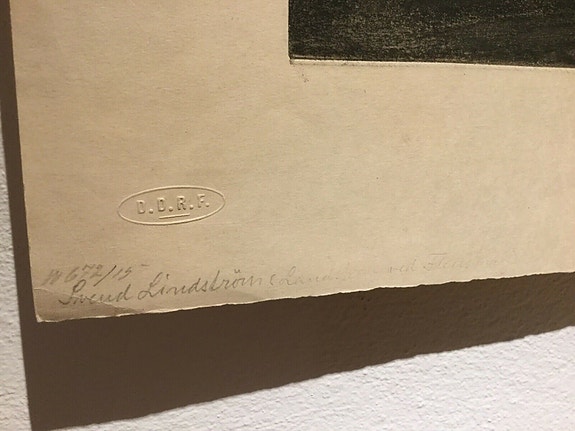 D.D.R.F.
N 672/15
Svend Lindström